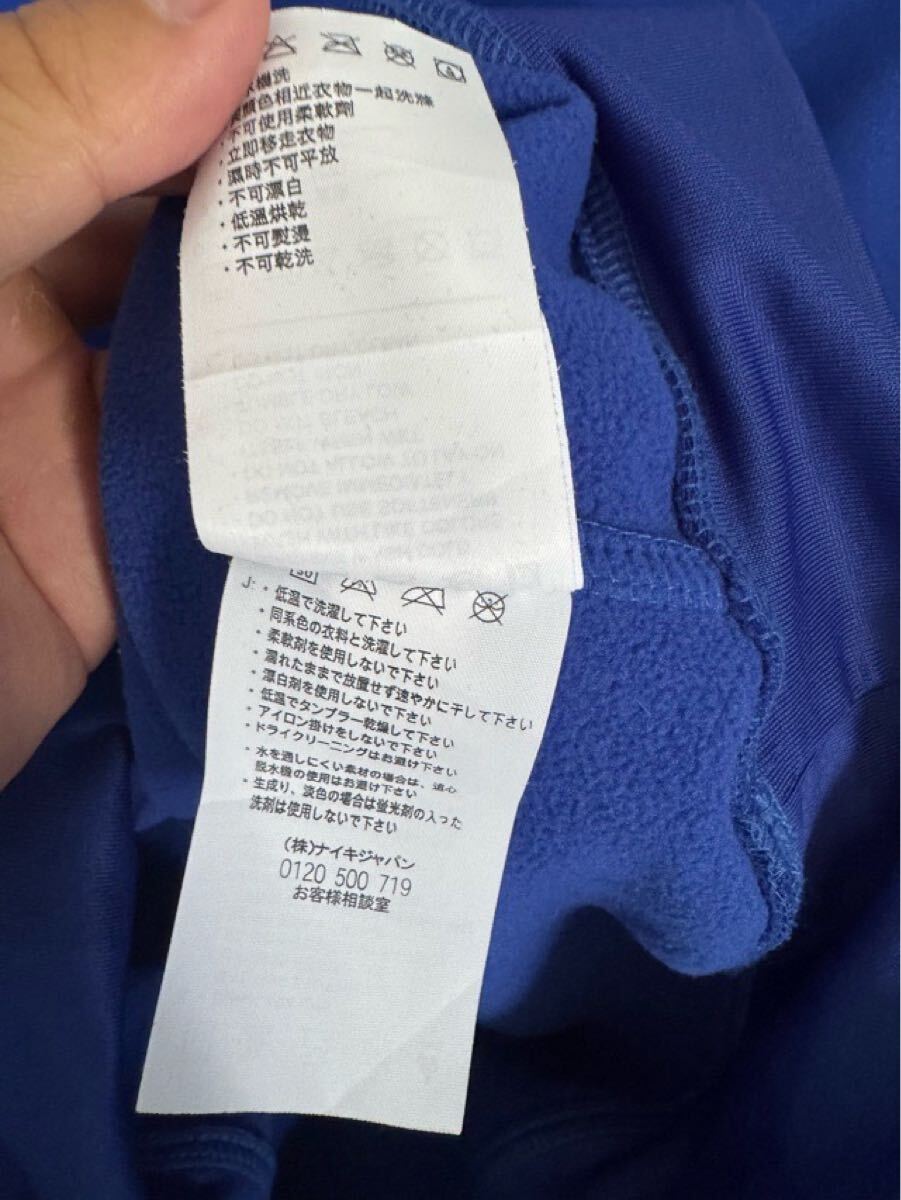 機洗
顏色相近衣物一起洗滌
・不可使用柔軟劑
・立即移走衣物
・濕時不可平放
・不可漂白
・低溫烘乾
・不可熨燙
・不可乾洗
30
J:・低温で洗濯して下さい
・同系色の衣料と洗濯して下さい
・柔軟剤を使用しないで下さい
・濡れたままで放置せず速やかに干して下さい
・漂白剤を使用しないで下さい
・低温でタンブラー乾燥して下さい
・アイロン掛けをしないで下さい
・ドライクリーニングはお避け下さい
・水を通しにくい素材の場合は、遠心
脱水機の使用はお避け下さい
・生成り、淡色の場合は蛍光剤の入った
洗剤は使用しないで下さい
(株)ナイキジャパン
0120 500 719
お客様相談室